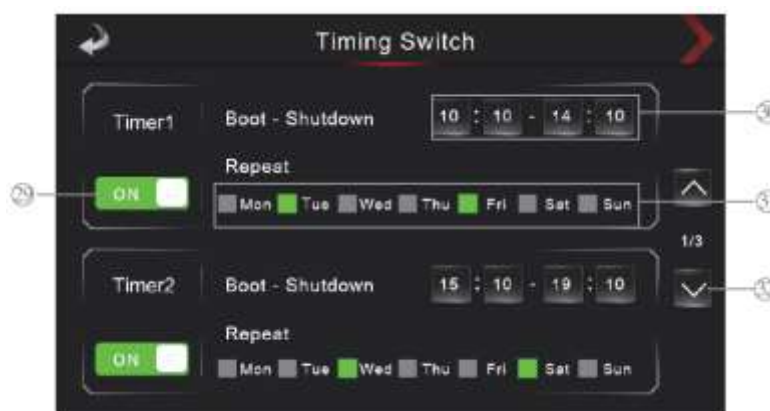 Timing Switch
Timer1
Boot - Shutdown
10 : 10 - 14 : 10
29
ON
Repeat
Mon Tue Wed Thu Fri Sat Sun
1/3
Timer2
Boot - Shutdown
15 : 10 - 19 : 10
ON
Repeat
Mon Tue Wed Thu Fri Sat Sun